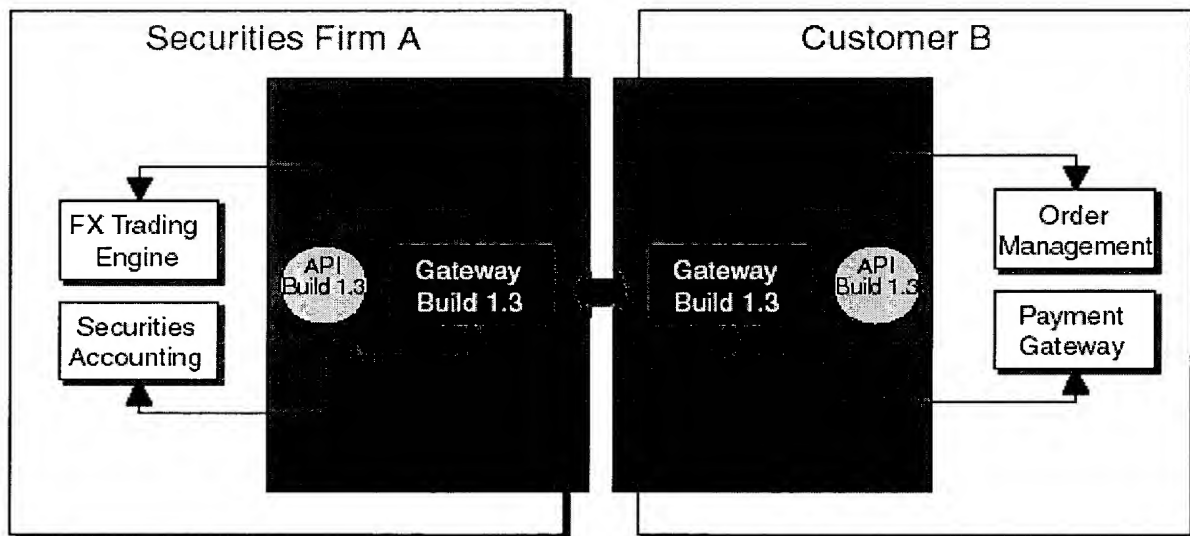 Securities Firm A
FX Trading
Engine
Securities
Accounting
API
Build 1.3
Gateway
Build 1.3
Customer B
Gateway
Build 1.3
API
Build 1.3
Order
Management
Payment
Gateway